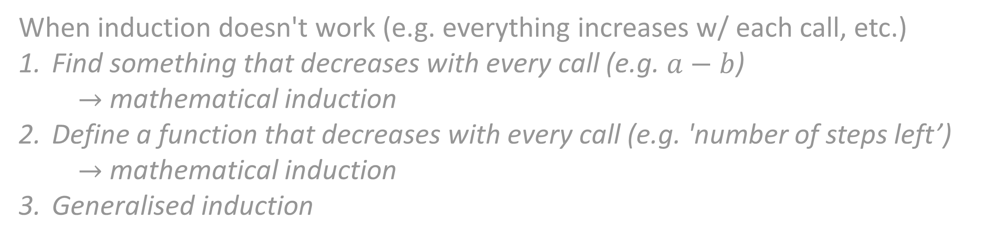 When induction doesn't work (e.g. everything increases w/ each call, etc.)
1. Find something that decreases with every call (e.g. a − b)
→ mathematical induction
2. Define a function that decreases with every call (e.g. 'number of steps left’)
→ mathematical induction
3. Generalised induction